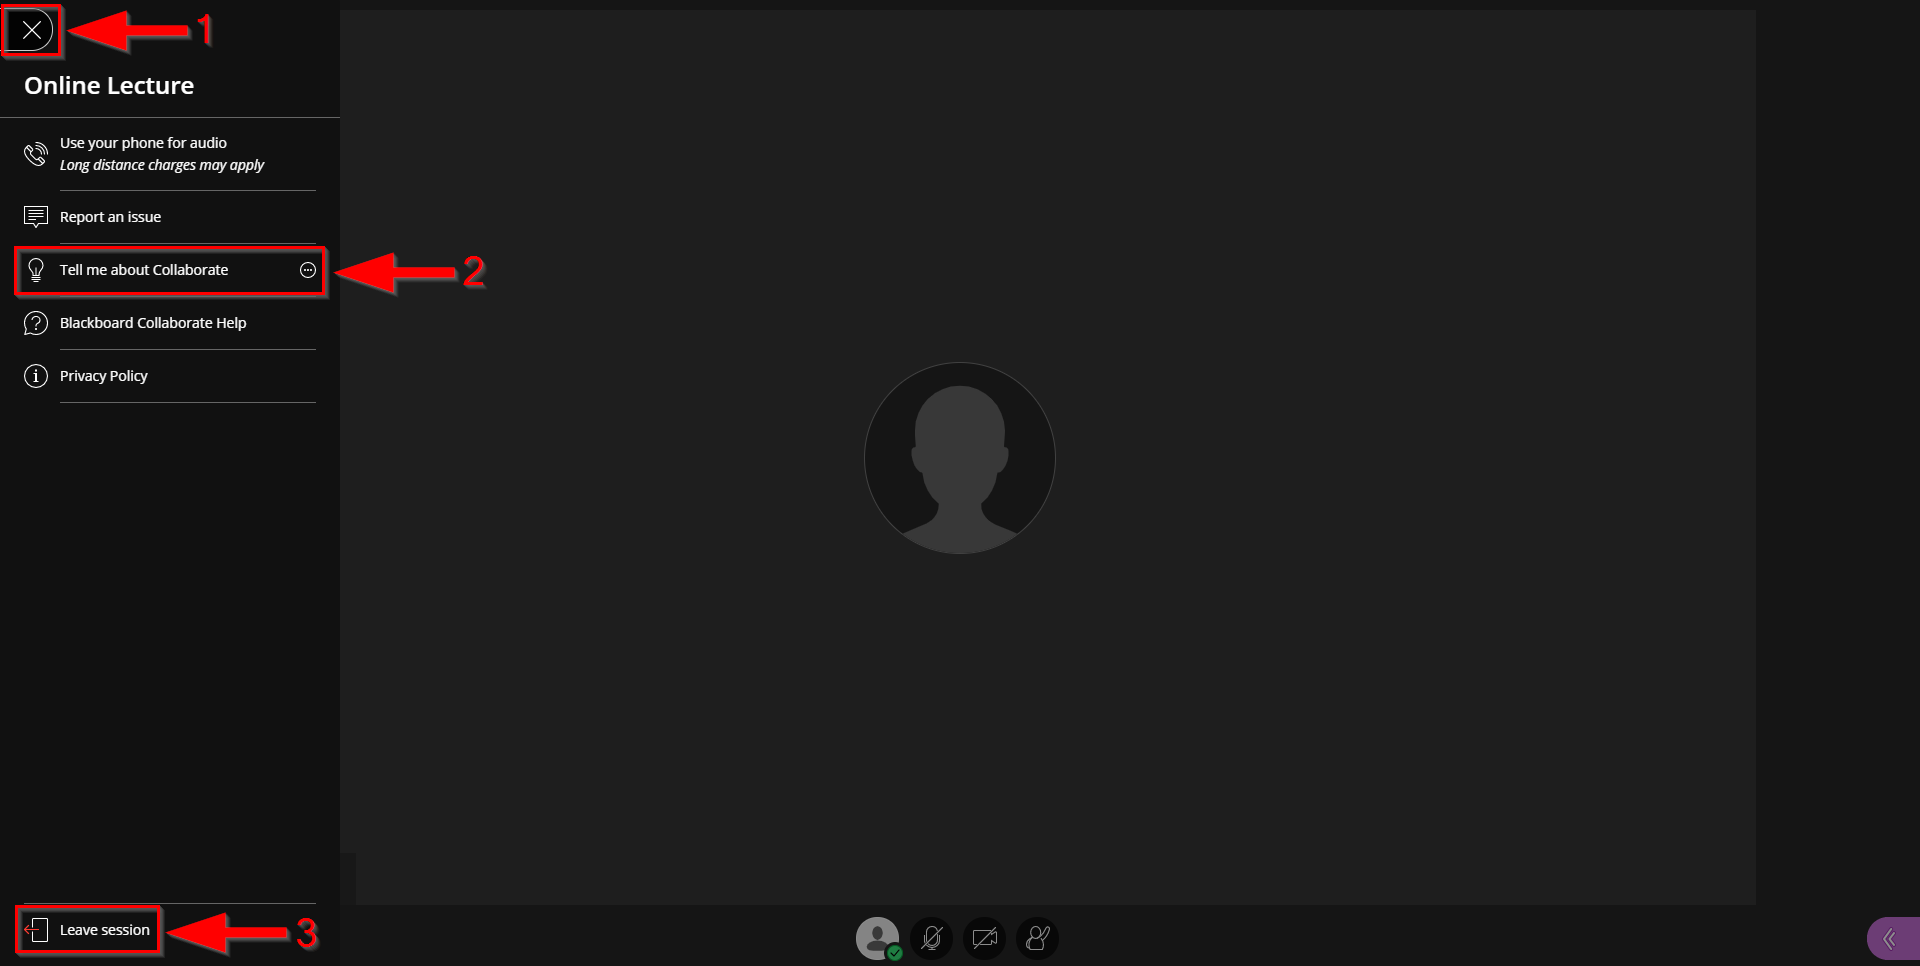 1
Online Lecture
Use your phone for audio
Long distance charges may apply
Report an issue
Tell me about Collaborate
2
Blackboard Collaborate Help
Privacy Policy
Leave session
3